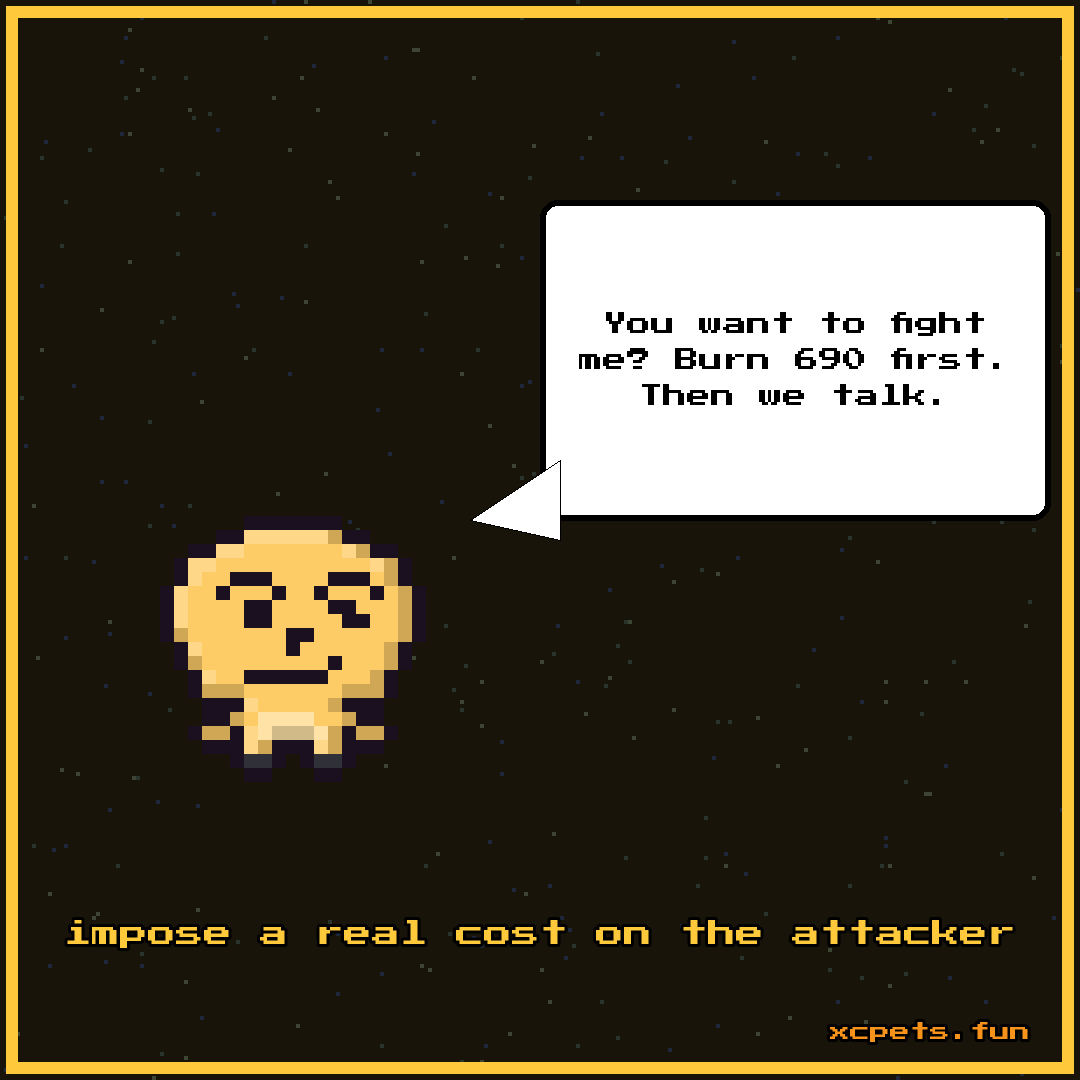 You want to fight
me? Burn 690 first.
Then we talk.
impose a real cost on the attacker
xcpets.fun